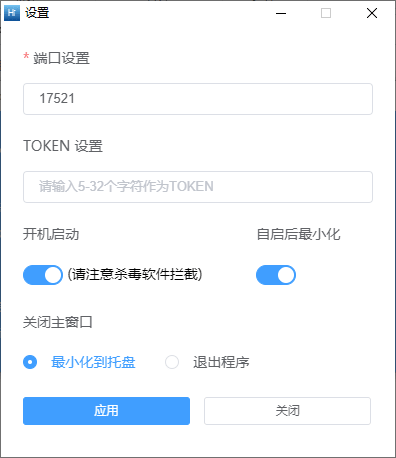 设置
* 端口设置
17521
TOKEN 设置
请输入5-32个字符作为TOKEN
开机启动 自启后最小化
(请注意杀毒软件拦截)
关闭主窗口
最小化到托盘 退出程序
应用 关闭